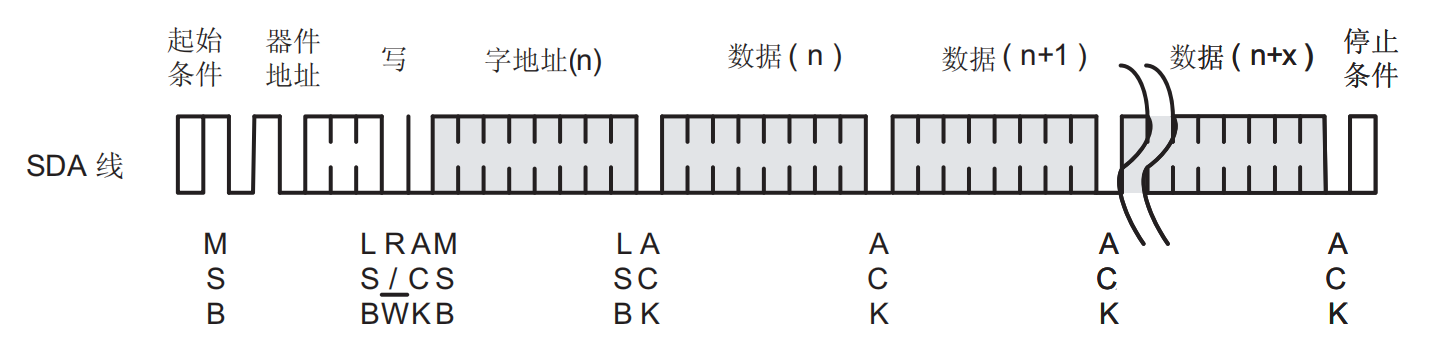 起始 器件
条件 地址 写 字地址(n) 数据 ( n ) 数据 ( n+1 ) 数据 ( n+x ) 停止
条件
SDA 线
M L R A M L A A A A
S S / C S S C C C C
B B W K B B K K K K